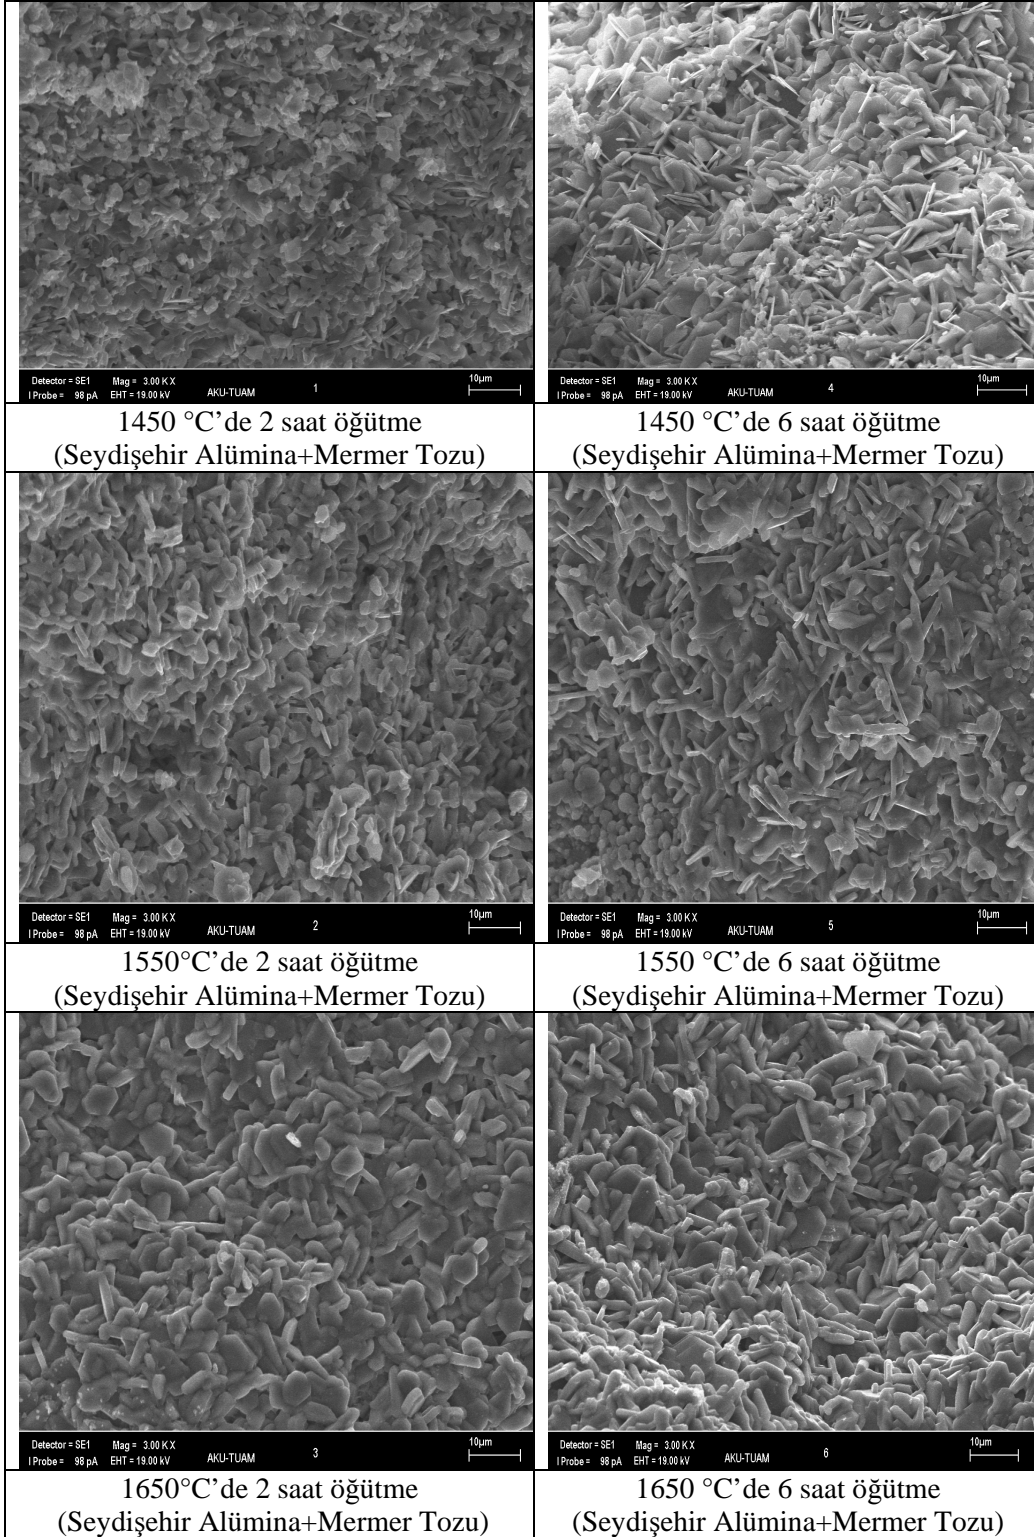 Detector = SE1 Mag = 3.00 K X 1 10µm
I Probe = 98 pA EHT = 19.00 kV AKU-TUAM
Detector = SE1 Mag = 3.00 K X 4 10µm
I Probe = 98 pA EHT = 19.00 kV AKU-TUAM
1450 °C’de 2 saat öğütme
(Seydişehir Alümina+Mermer Tozu)
1450 °C’de 6 saat öğütme
(Seydişehir Alümina+Mermer Tozu)
Detector = SE1 Mag = 3.00 K X 2 10µm
I Probe = 98 pA EHT = 19.00 kV AKU-TUAM
Detector = SE1 Mag = 3.00 K X 5 10µm
I Probe = 98 pA EHT = 19.00 kV AKU-TUAM
1550°C’de 2 saat öğütme
(Seydişehir Alümina+Mermer Tozu)
1550 °C’de 6 saat öğütme
(Seydişehir Alümina+Mermer Tozu)
Detector = SE1 Mag = 3.00 K X 3 10µm
I Probe = 98 pA EHT = 19.00 kV AKU-TUAM
Detector = SE1 Mag = 3.00 K X 6 10µm
I Probe = 98 pA EHT = 19.00 kV AKU-TUAM
1650°C’de 2 saat öğütme
(Seydişehir Alümina+Mermer Tozu)
1650 °C’de 6 saat öğütme
(Seydişehir Alümina+Mermer Tozu)